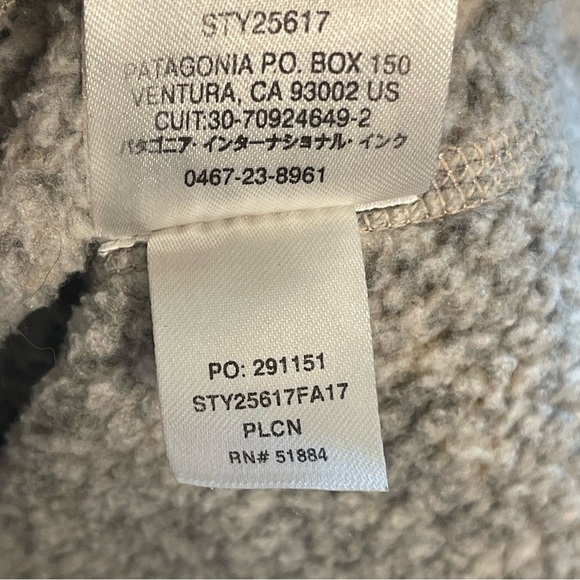 STY25617
PATAGONIA PO. BOX 150
VENTURA, CA 93002 US
CUIT:30-70924649-2
パタゴニア・インターナショナル・インク
0467-23-8961
PO: 291151
STY25617FA17
PLCN
RN# 51884